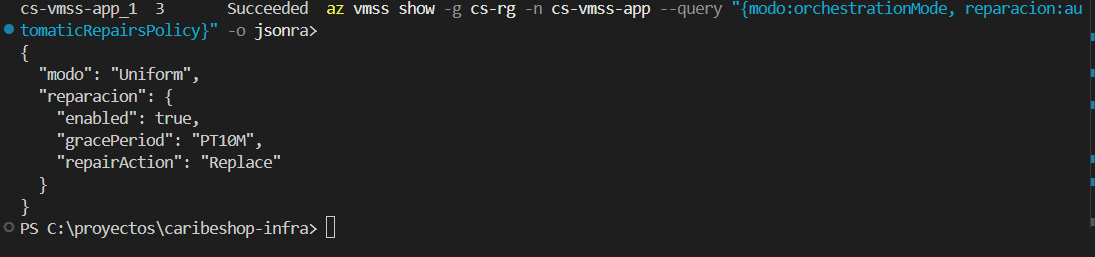 cs-vmss-app_1  3      Succeeded  az vmss show -g cs-rg -n cs-vmss-app --query "{modo:orchestrationMode, reparacion:au
tomaticRepairsPolicy}" -o jsonra>
{
  "modo": "Uniform",
  "reparacion": {
    "enabled": true,
    "gracePeriod": "PT10M",
    "repairAction": "Replace"
  }
}
PS C:\proyectos\caribeshop-infra>